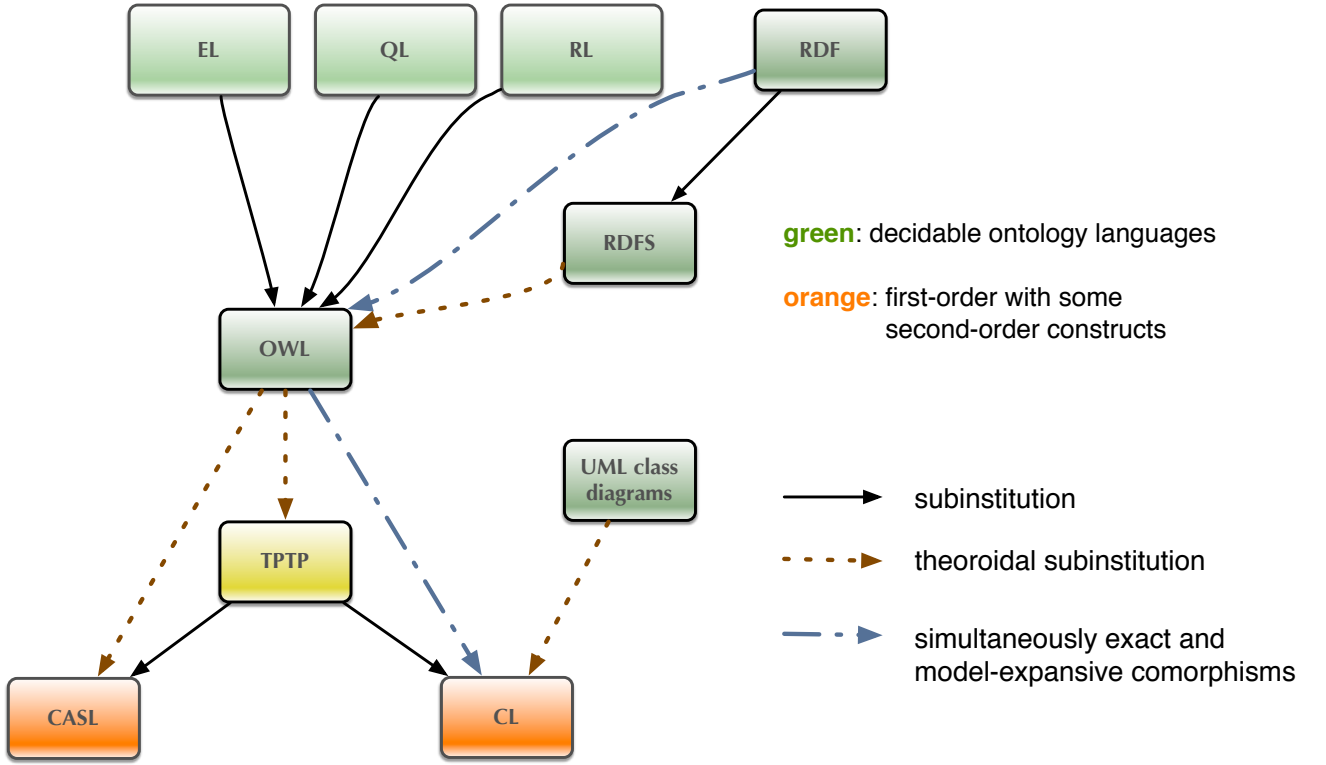 EL
QL
RL
RDF
RDFS
green: decidable ontology languages
orange: first-order with some
second-order constructs
OWL
UML class
diagrams
subinstitution
TPTP
theoroidal subinstitution
simultaneously exact and
model-expansive comorphisms
CASL
CL